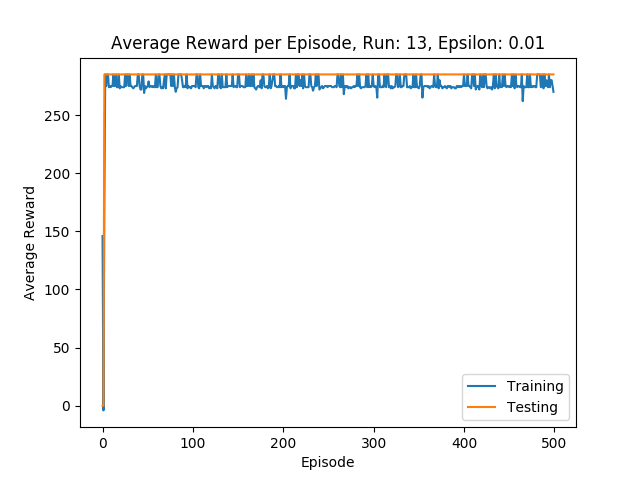 Average Reward per Episode, Run: 13, Epsilon: 0.01
Average Reward
250
200
150
100
50
0
0 100 200 300 400 500
Episode
Training
Testing